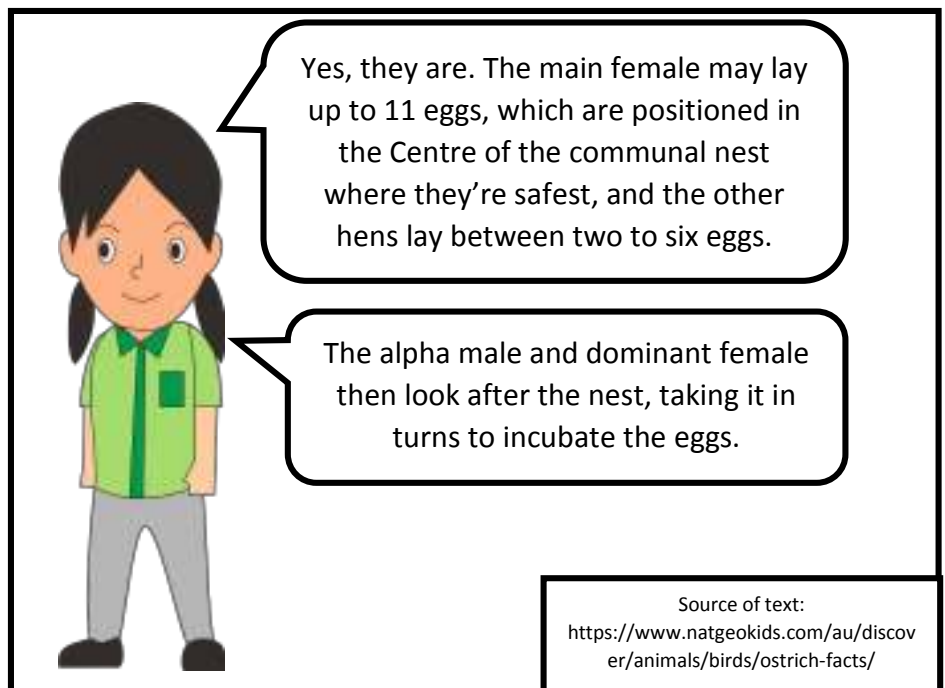 Yes, they are. The main female may lay
up to 11 eggs, which are positioned in
the Centre of the communal nest
where they’re safest, and the other
hens lay between two to six eggs.
The alpha male and dominant female
then look after the nest, taking it in
turns to incubate the eggs.
Source of text:
https://www.natgeokids.com/au/discov
er/animals/birds/ostrich-facts/